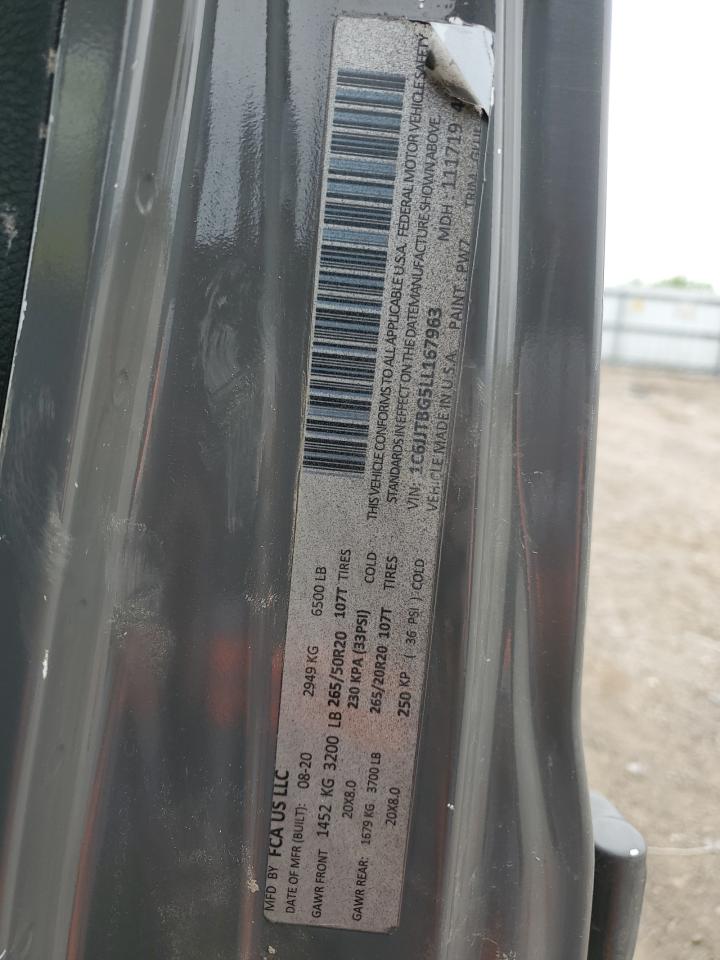 MFD BY FCA US LLC
DATE OF MFR (BUILT): 08-20 2949 KG 6500 LB
GAWR FRONT 1452 KG 3200 LB 265/50R20 107T TIRES
20X8.0 230 KPA (33PSI) COLD
GAWR REAR: 1679 KG 3700 LB 265/20R20 107T TIRES
20X8.0 250 KP ( 36 PSI ) COLD
THIS VEHICLE CONFORMS TO ALL APPLICABLE U.S.A. FEDERAL MOTOR VEHICLE SAFETY
STANDARDS IN EFFECT ON THE DATE MANUFACTURE SHOWN ABOVE
VIN: 1C6JJTBG5LL167963 MDH : 111719 4
VEHICLE MADE IN U.S.A. PAINT: PW7 TRIM: